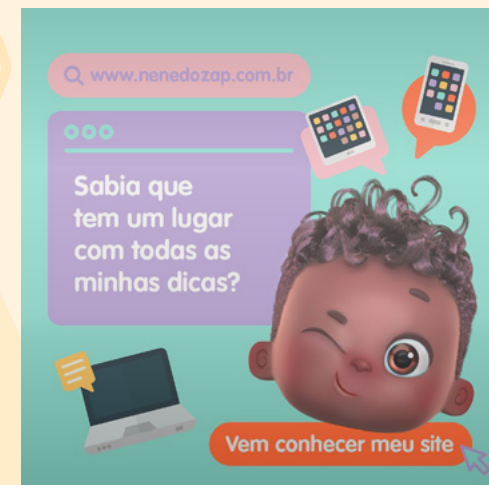 www.nenedozap.com.br
Sabia que
tem um lugar
com todas as
minhas dicas?
Vem conhecer meu site